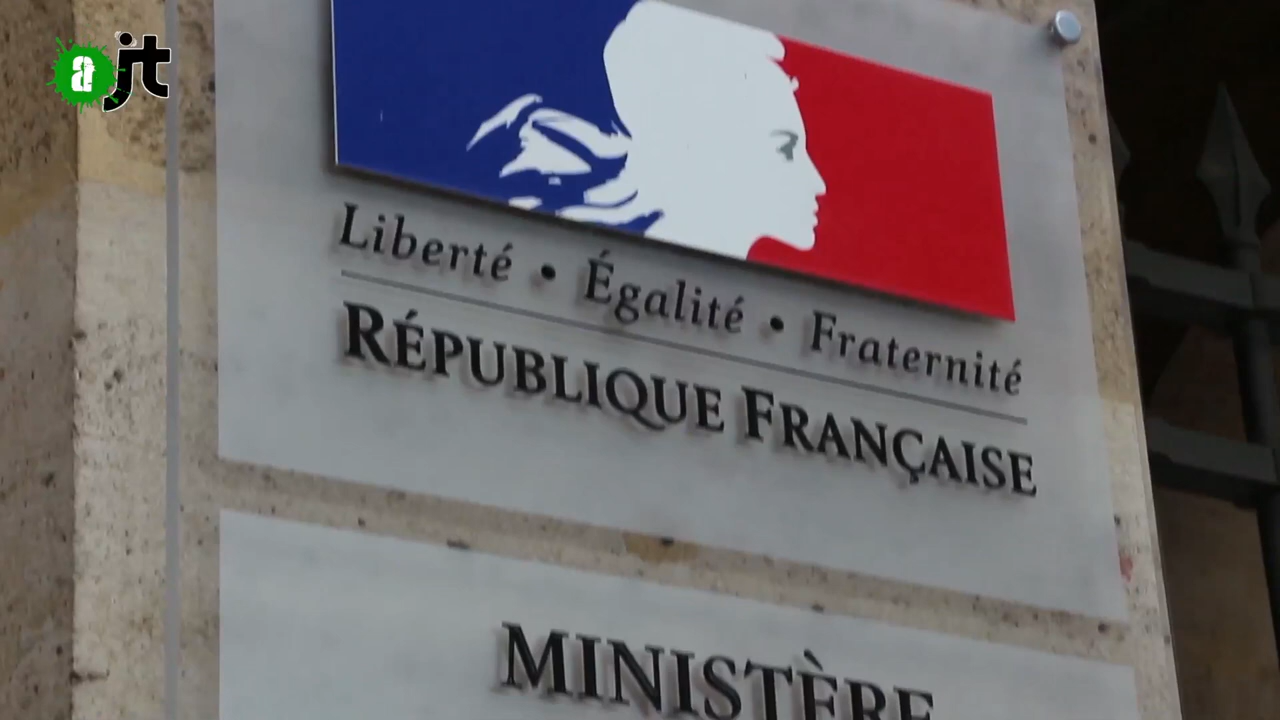 ajt
Liberté • Égalité • Fraternité
RÉPUBLIQUE FRANÇAISE
MINISTÈRE